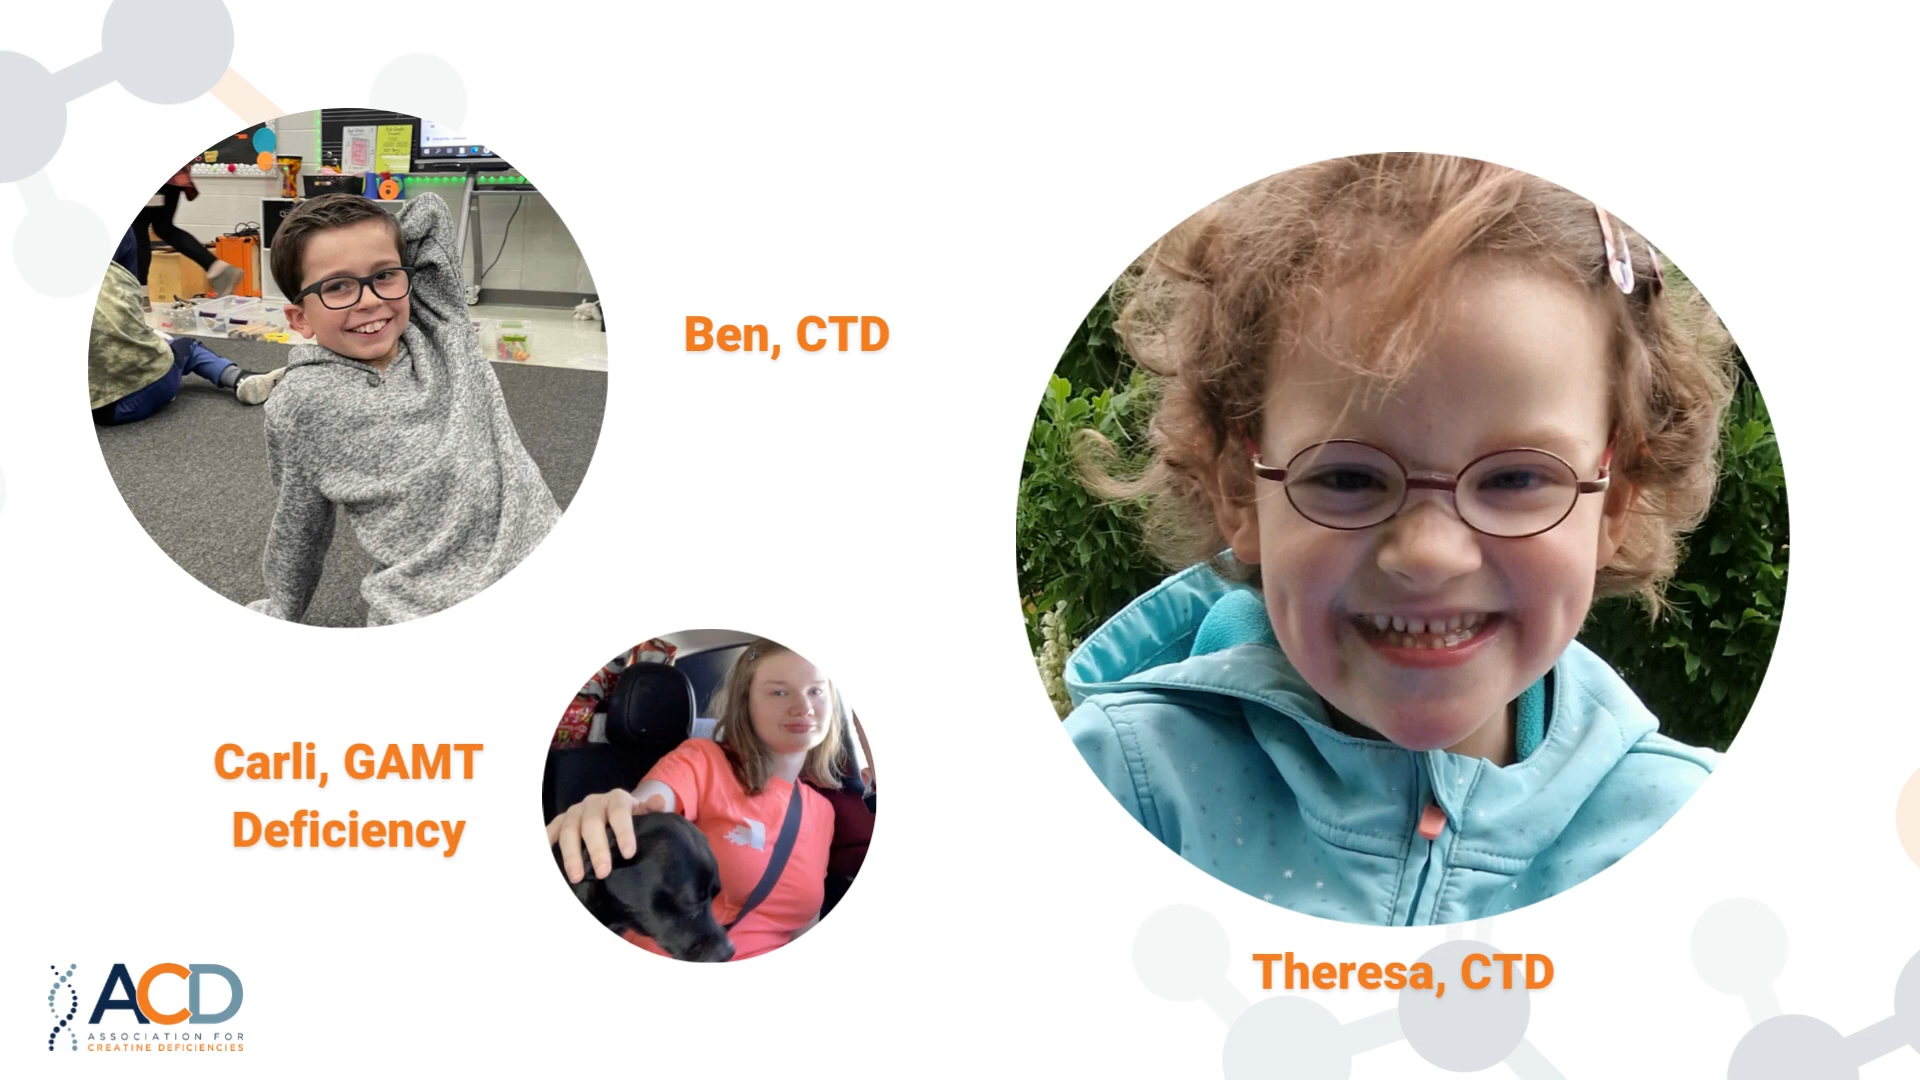 Ben, CTD
Carli, GAMT
Deficiency
Theresa, CTD
ACD
ASSOCIATION FOR
CREATINE DEFICIENCIES